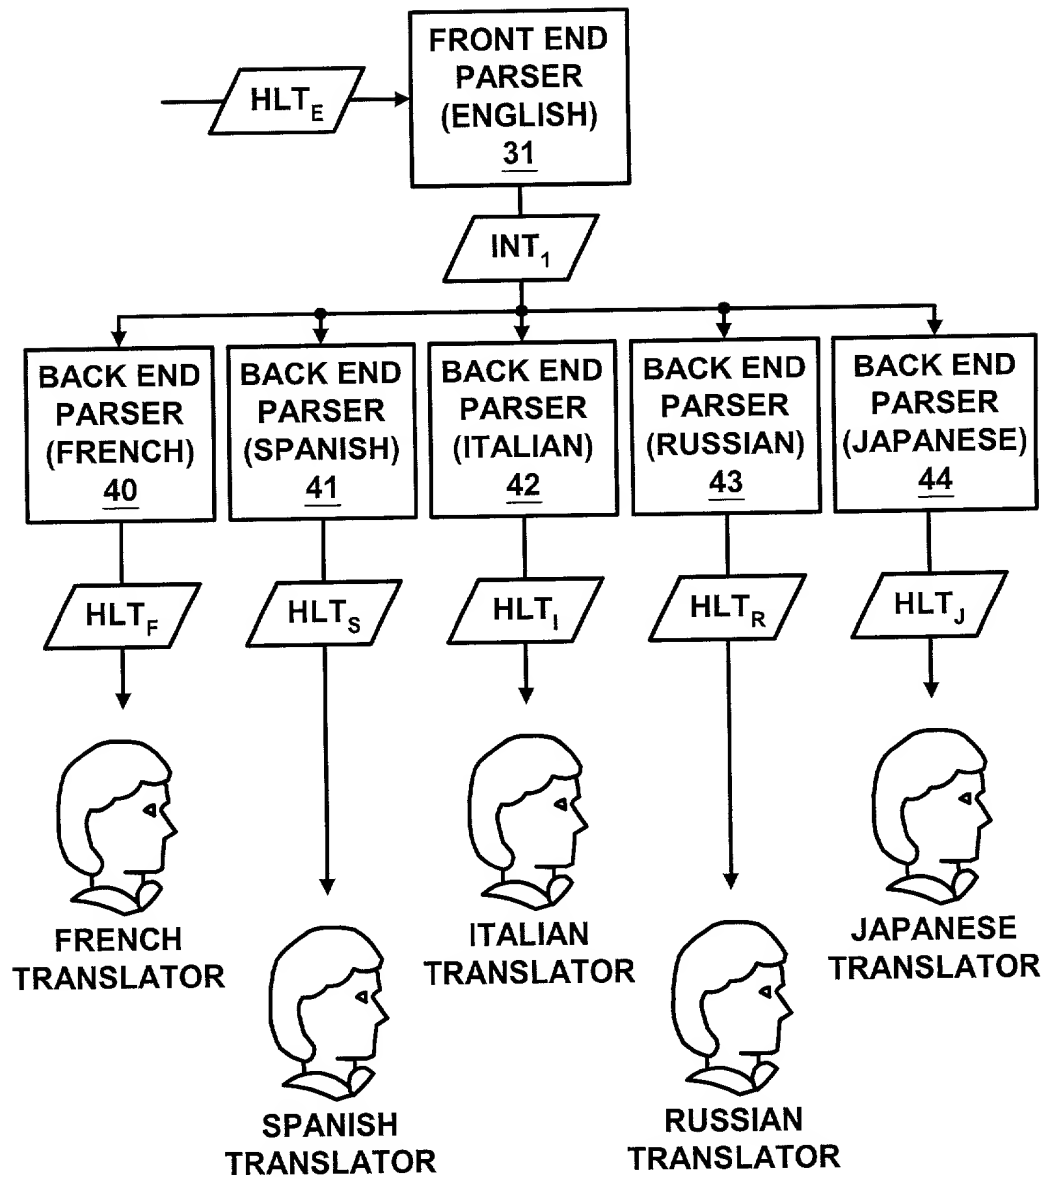 FRONT END
PARSER
(ENGLISH)
31
HLT_E
INT_1
BACK END
PARSER
(FRENCH)
40
BACK END
PARSER
(SPANISH)
41
BACK END
PARSER
(ITALIAN)
42
BACK END
PARSER
(RUSSIAN)
43
BACK END
PARSER
(JAPANESE)
44
HLT_F
HLT_S
HLT_I
HLT_R
HLT_J
FRENCH
TRANSLATOR
SPANISH
TRANSLATOR
ITALIAN
TRANSLATOR
RUSSIAN
TRANSLATOR
JAPANESE
TRANSLATOR